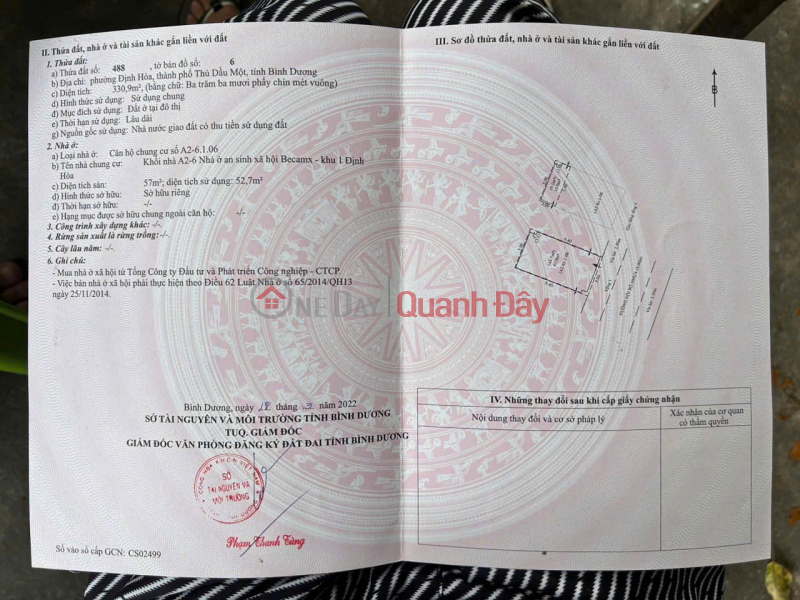 II. Thửa đất, nhà ở và tài sản khác gắn liền với đất
1. Thửa đất:
a) Thửa đất số: 488 , tờ bản đồ số: 6
b) Địa chỉ: phường Định Hòa, thành phố Thủ Dầu Một, tỉnh Bình Dương
c) Diện tích: 330,9m², (bằng chữ: Ba trăm ba mươi phẩy chín mét vuông)
d) Hình thức sử dụng: Sử dụng chung
đ) Mục đích sử dụng: Đất ở tại đô thị
e) Thời hạn sử dụng: Lâu dài
g) Nguồn gốc sử dụng: Nhà nước giao đất có thu tiền sử dụng đất
2. Nhà ở:
a) Loại nhà ở: Căn hộ chung cư số A2-6.1.06
b) Tên nhà chung cư: Khối nhà A2-6 Nhà ở an sinh xã hội Becamx - khu 1 Định
Hòa
c) Diện tích sàn: 57m²; diện tích sử dụng: 52,7m²
d) Hình thức sở hữu: Sở hữu riêng
đ) Thời hạn sở hữu: -/-
e) Hạng mục được sở hữu chung ngoài căn hộ: -/-
3. Công trình xây dựng khác: -/-
4. Rừng sản xuất là rừng trồng: -/-
5. Cây lâu năm: -/-
6. Ghi chú:
- Mua nhà ở xã hội từ Tổng Công ty Đầu tư và Phát triển Công nghiệp - CTCP.
- Việc bán nhà ở xã hội phải thực hiện theo Điều 62 Luật Nhà ở số 65/2014/QH13
ngày 25/11/2014.
Bình Dương, ngày tháng năm 2022
SỞ TÀI NGUYÊN VÀ MÔI TRƯỜNG TỈNH BÌNH DƯƠNG
TUQ. GIÁM ĐỐC
GIÁM ĐỐC VĂN PHÒNG ĐĂNG KÝ ĐẤT ĐAI TỈNH BÌNH DƯƠNG
SỞ
TÀI NGUYÊN VÀ
MÔI TRƯỜNG
Phạm Thanh Tùng
Số vào sổ cấp GCN: CS02499
III. Sơ đồ thửa đất, nhà ở và tài sản khác gắn liền với đất
B
ONEDAY Quanh Đây
IV. Những thay đổi sau khi cấp giấy chứng nhận
Nội dung thay đổi và cơ sở pháp lý
Xác nhận của cơ quan
có thẩm quyền